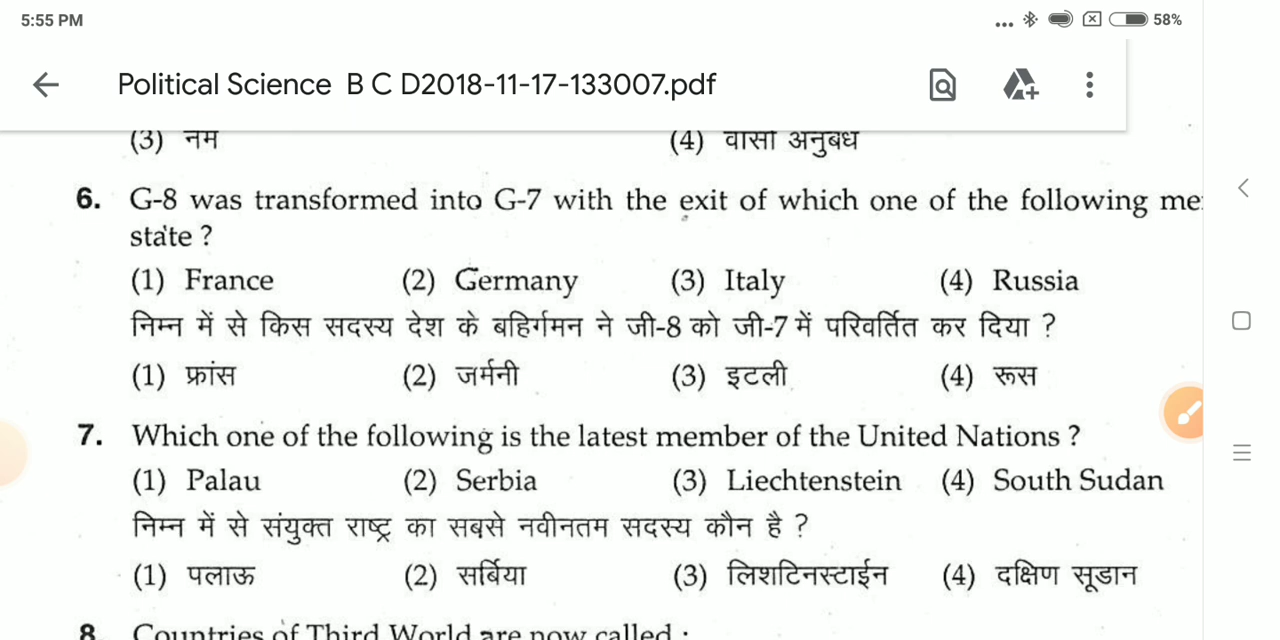 5:55 PM
... 58%
Political Science B C D2018-11-17-133007.pdf
(3) नम (4) वासा अनुबंध
6. G-8 was transformed into G-7 with the exit of which one of the following me
state ?
(1) France (2) Germany (3) Italy (4) Russia
निम्न में से किस सदस्य देश के बहिर्गमन ने जी-8 को जी-7 में परिवर्तित कर दिया ?
(1) फ्रांस (2) जर्मनी (3) इटली (4) रूस
7. Which one of the following is the latest member of the United Nations ?
(1) Palau (2) Serbia (3) Liechtenstein (4) South Sudan
निम्न में से संयुक्त राष्ट्र का सबसे नवीनतम सदस्य कौन है ?
(1) पलाऊ (2) सर्बिया (3) लिशटिनस्टाईन (4) दक्षिण सूडान
8. Countries of Third World are now called :